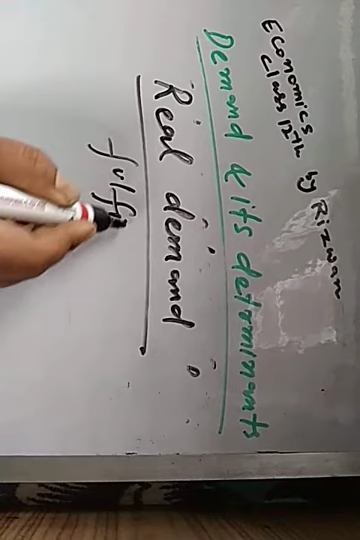 Economics by Rizwan
Class 12th
Demand & its determinants
Real demand
fulfi